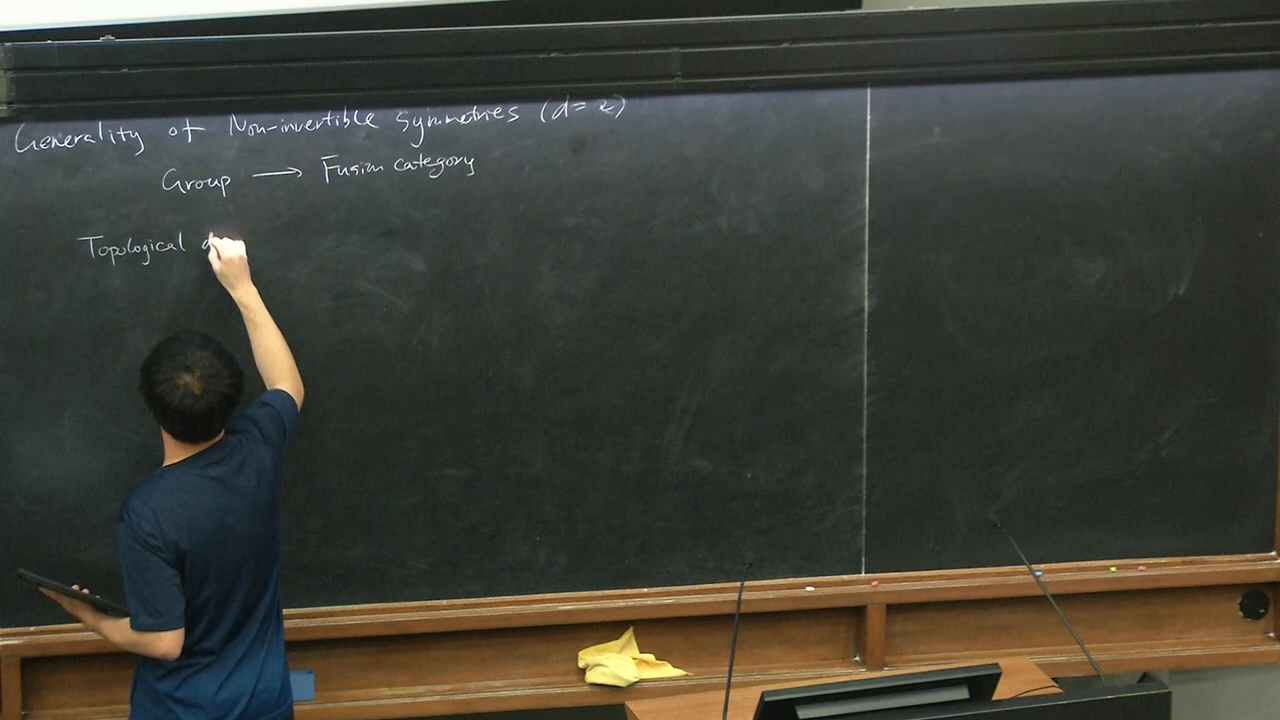 Generality of Non-invertible Symmetries (d=2)
Group → Fusion category
Topological